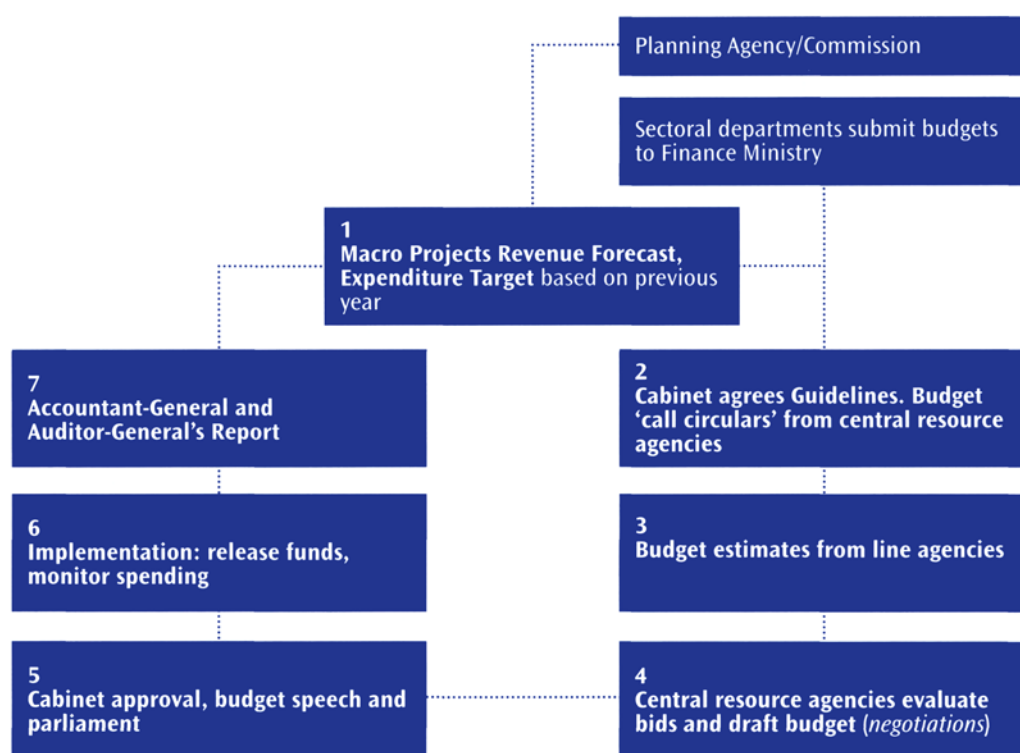 Planning Agency/Commission
Sectoral departments submit budgets
to Finance Ministry
1
Macro Projects Revenue Forecast,
Expenditure Target based on previous
year
2
Cabinet agrees Guidelines. Budget
‘call circulars’ from central resource
agencies
3
Budget estimates from line agencies
4
Central resource agencies evaluate
bids and draft budget (negotiations)
5
Cabinet approval, budget speech and
parliament
6
Implementation: release funds,
monitor spending
7
Accountant-General and
Auditor-General’s Report